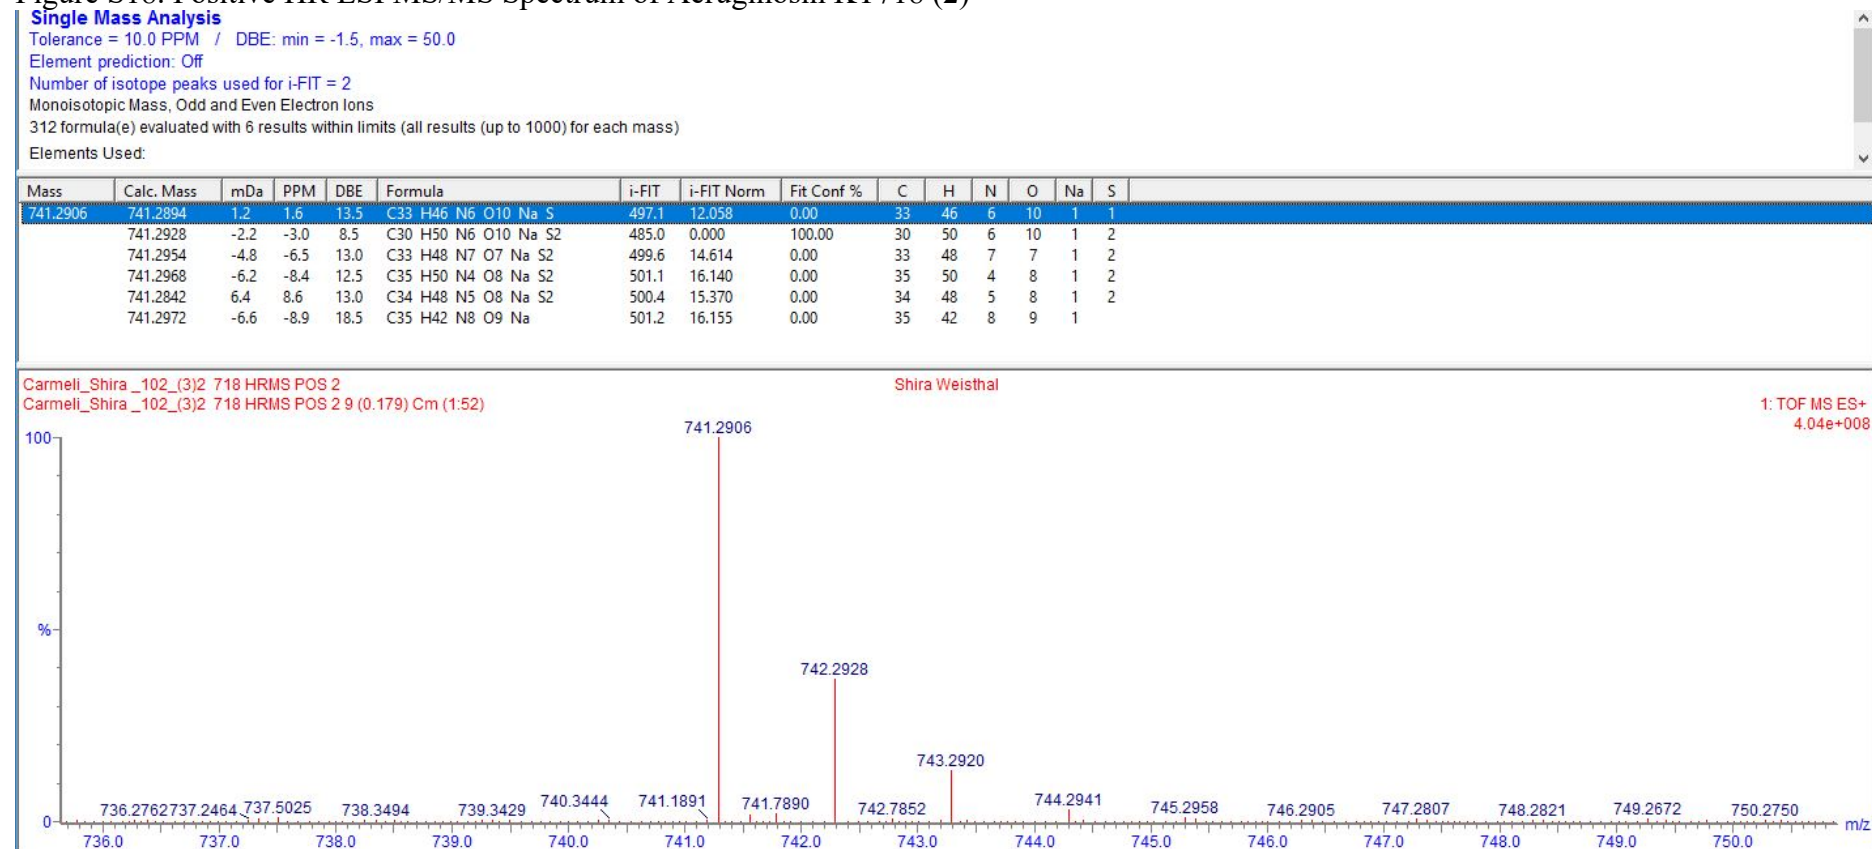 Figure S18. Positive HR ESI MS/MS Spectrum of Aeruginosin KT718 (2)
Single Mass Analysis
Tolerance = 10.0 PPM / DBE: min = -1.5, max = 50.0
Element prediction: Off
Number of isotope peaks used for i-FIT = 2
Monoisotopic Mass, Odd and Even Electron Ions
312 formula(e) evaluated with 6 results within limits (all results (up to 1000) for each mass)
Elements Used:
Mass Calc. Mass mDa PPM DBE Formula i-FIT i-FIT Norm Fit Conf % C H N O Na S
741.2906 741.2894 1.2 1.6 13.5 C33 H46 N6 O10 Na S 497.1 12.058 0.00 33 46 6 10 1 1
741.2928 -2.2 -3.0 8.5 C30 H50 N6 O10 Na S2 485.0 0.000 100.00 30 50 6 10 1 2
741.2954 -4.8 -6.5 13.0 C33 H48 N7 O7 Na S2 499.6 14.614 0.00 33 48 7 7 1 2
741.2968 -6.2 -8.4 12.5 C35 H50 N4 O8 Na S2 501.1 16.140 0.00 35 50 4 8 1 2
741.2842 6.4 8.6 13.0 C34 H48 N5 O8 Na S2 500.4 15.370 0.00 34 48 5 8 1 2
741.2972 -6.6 -8.9 18.5 C35 H42 N8 O9 Na 501.2 16.155 0.00 35 42 8 9 1
Carmeli_Shira _102_(3)2 718 HRMS POS 2 Shira Weisthal
Carmeli_Shira _102_(3)2 718 HRMS POS 2 9 (0.179) Cm (1:52) 1: TOF MS ES+
4.04e+008
741.2906
100
%
742.2928
743.2920
736.2762 737.2464 737.5025 738.3494 739.3429 740.3444 741.1891 741.7890 742.7852 744.2941 745.2958 746.2905 747.2807 748.2821 749.2672 750.2750
0
m/z
736.0 737.0 738.0 739.0 740.0 741.0 742.0 743.0 744.0 745.0 746.0 747.0 748.0 749.0 750.0